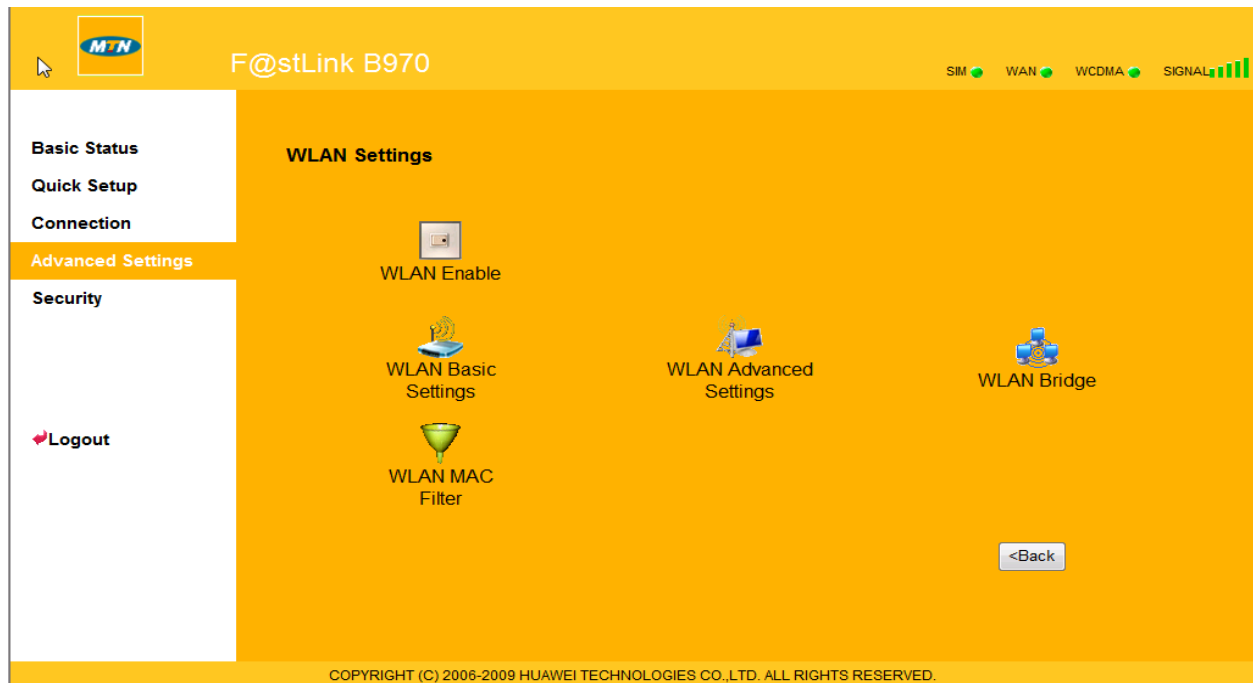 MTN
F@stLink B970
SIM WAN WCDMA SIGNAL
Basic Status
Quick Setup
Connection
Advanced Settings
Security
Logout
WLAN Settings
WLAN Enable
WLAN Basic
Settings
WLAN Advanced
Settings
WLAN Bridge
WLAN MAC
Filter
<Back
COPYRIGHT (C) 2006-2009 HUAWEI TECHNOLOGIES CO.,LTD. ALL RIGHTS RESERVED.